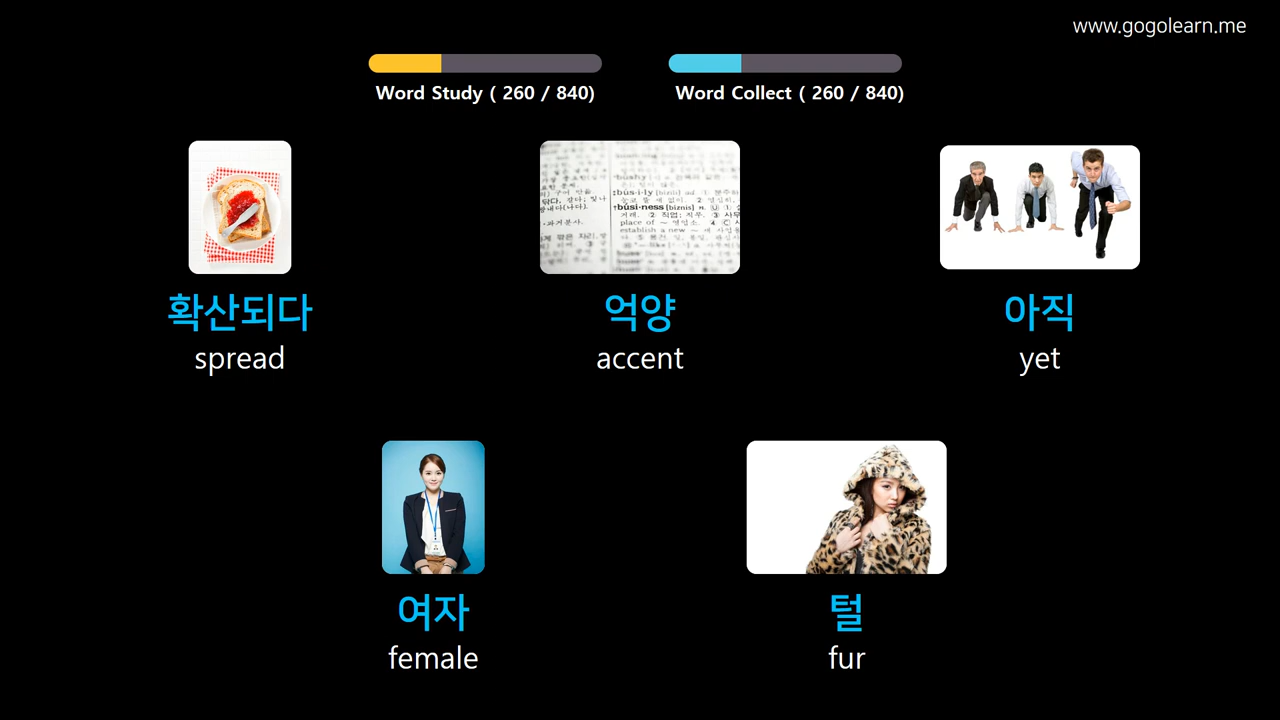 www.gogolearn.me
Word Study ( 260 / 840)
Word Collect ( 260 / 840)
확산되다
spread
억양
accent
아직
yet
여자
female
털
fur